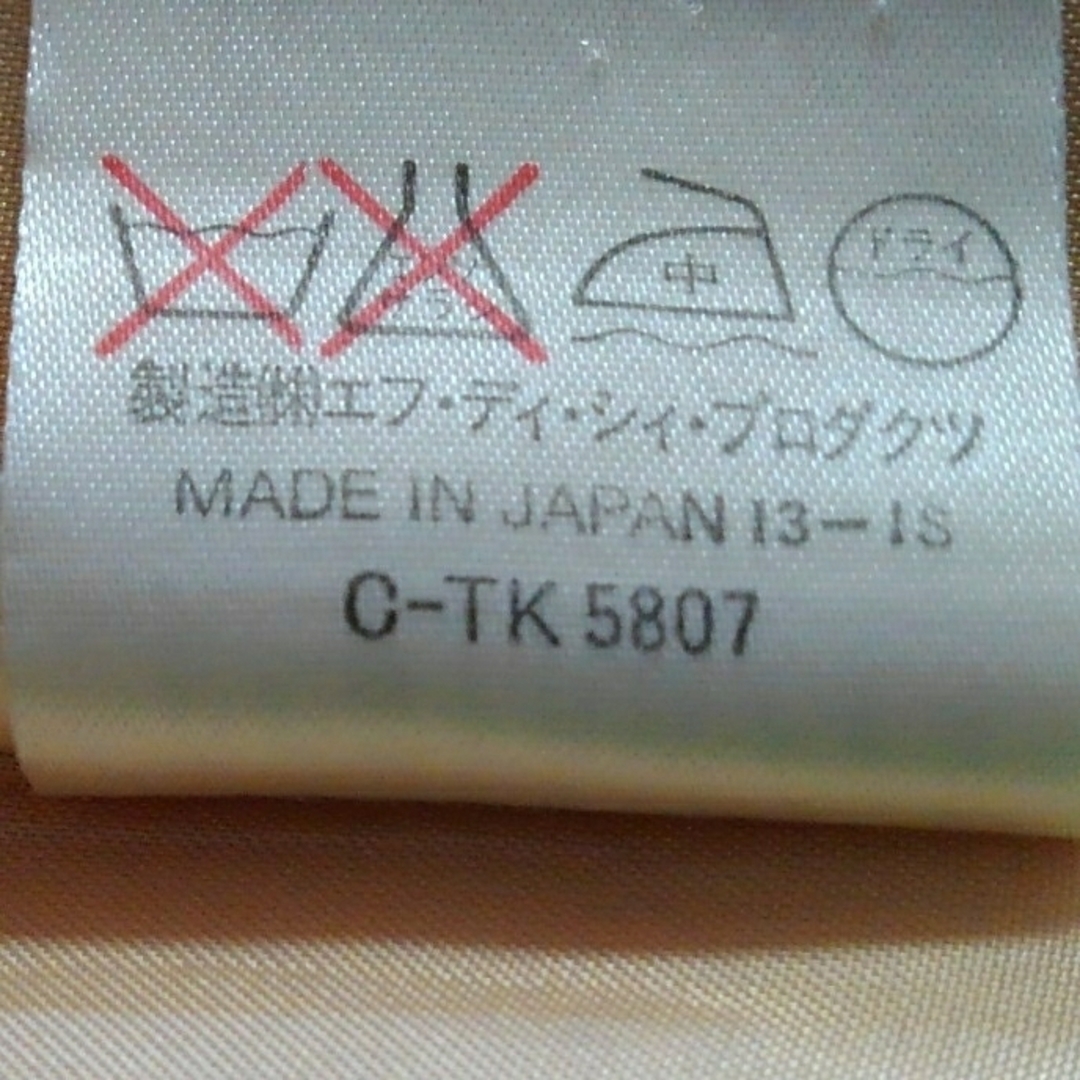 中 ドライ
製造㈱エフ・ディ・シィ・プロダクツ
MADE IN JAPAN 13-1S
C-TK 5807